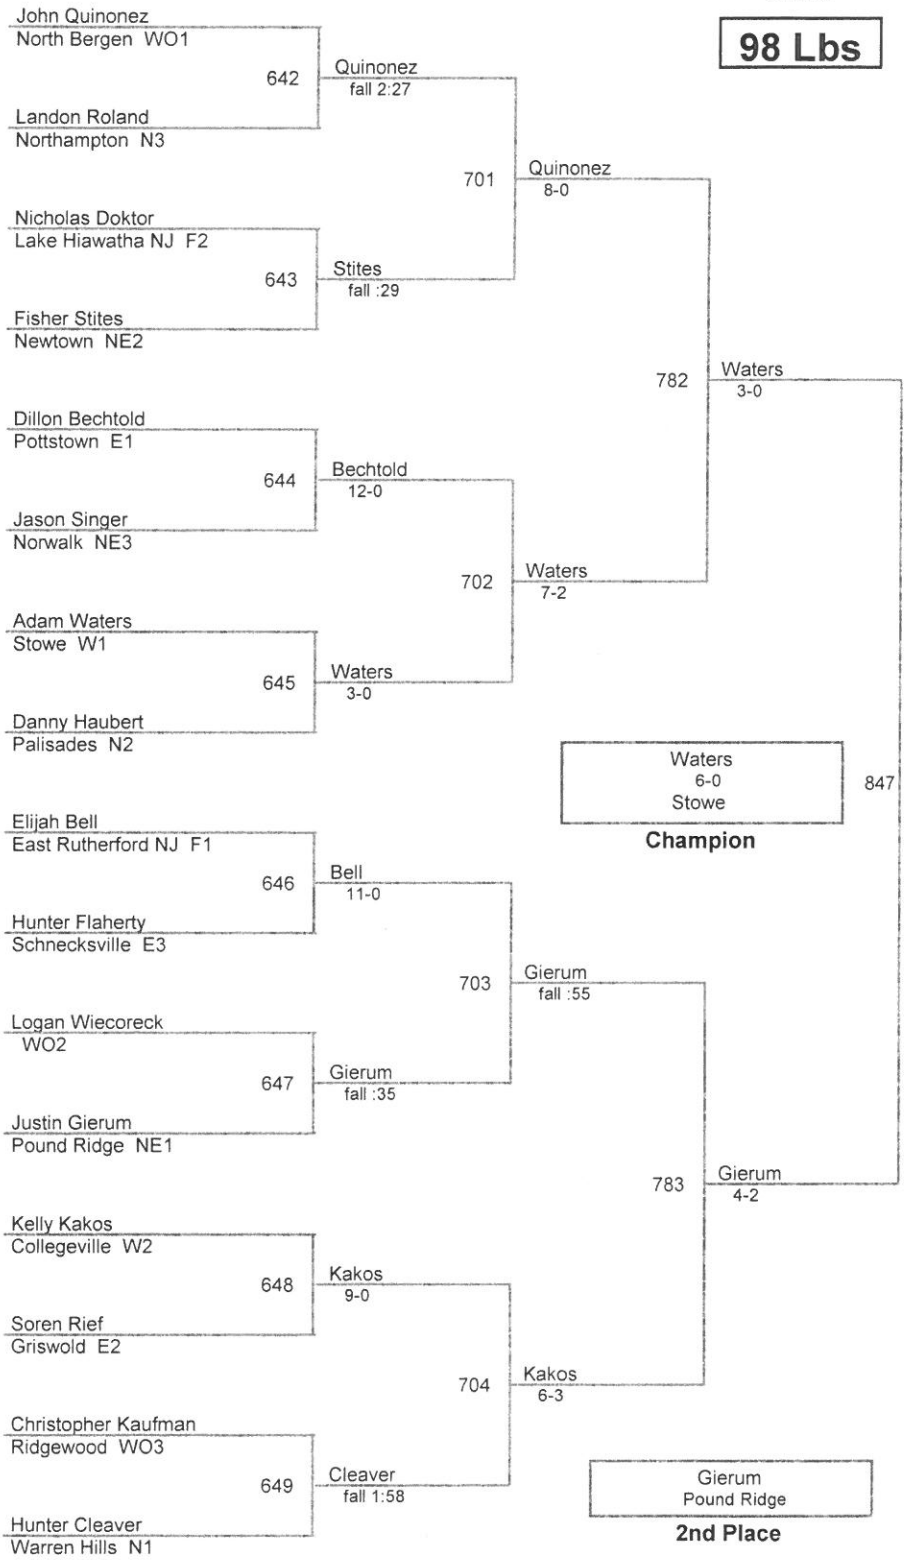 98 Lbs
John Quinonez
North Bergen WO1
642
Quinonez
fall 2:27
Landon Roland
Northampton N3
701
Quinonez
8-0
Nicholas Doktor
Lake Hiawatha NJ F2
643
Stites
fall :29
Fisher Stites
Newtown NE2
782
Waters
3-0
Dillon Bechtold
Pottstown E1
644
Bechtold
12-0
Jason Singer
Norwalk NE3
702
Waters
7-2
Adam Waters
Stowe W1
645
Waters
3-0
Danny Haubert
Palisades N2
Waters
6-0
Stowe
Champion
847
Elijah Bell
East Rutherford NJ F1
646
Bell
11-0
Hunter Flaherty
Schnecksville E3
703
Gierum
fall :55
Logan Wiecoreck
WO2
647
Gierum
fall :35
Justin Gierum
Pound Ridge NE1
783
Gierum
4-2
Kelly Kakos
Collegeville W2
648
Kakos
9-0
Soren Rief
Griswold E2
704
Kakos
6-3
Christopher Kaufman
Ridgewood WO3
649
Cleaver
fall 1:58
Hunter Cleaver
Warren Hills N1
Gierum
Pound Ridge
2nd Place